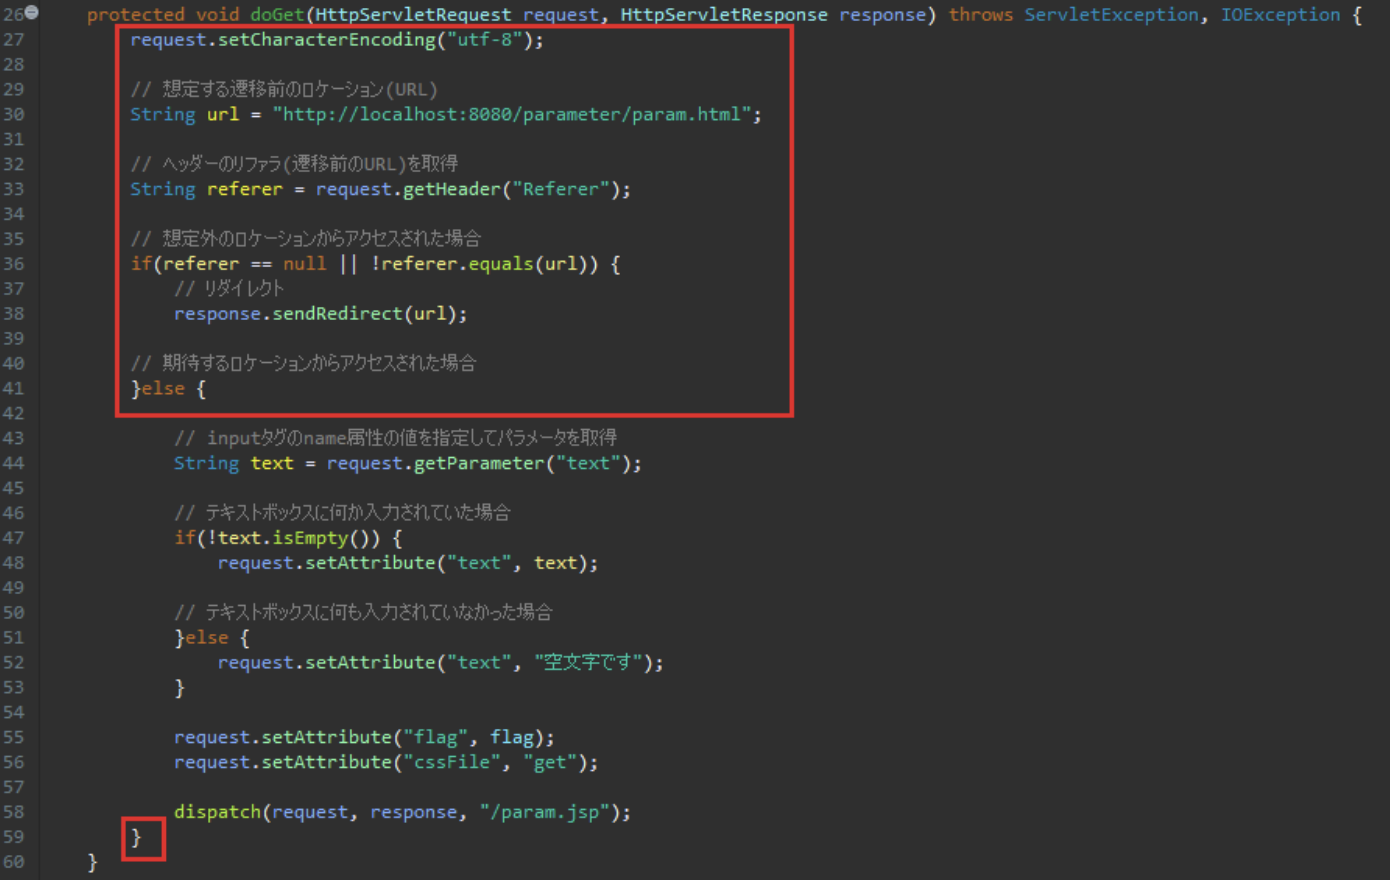 26 protected void doGet(HttpServletRequest request, HttpServletResponse response) throws ServletException, IOException {
27 request.setCharacterEncoding("utf-8");
28
29 // 想定する遷移前のロケーション(URL)
30 String url = "http://localhost:8080/parameter/param.html";
31
32 // ヘッダーのリファラ(遷移前のURL)を取得
33 String referer = request.getHeader("Referer");
34
35 // 想定外のロケーションからアクセスされた場合
36 if(referer == null || !referer.equals(url)) {
37 // リダイレクト
38 response.sendRedirect(url);
39
40 // 期待するロケーションからアクセスされた場合
41 }else {
42
43 // inputタグのname属性の値を指定してパラメータを取得
44 String text = request.getParameter("text");
45
46 // テキストボックスに何か入力されていた場合
47 if(!text.isEmpty()) {
48 request.setAttribute("text", text);
49
50 // テキストボックスに何も入力されていなかった場合
51 }else {
52 request.setAttribute("text", "空文字です");
53 }
54
55 request.setAttribute("flag", flag);
56 request.setAttribute("cssFile", "get");
57
58 dispatch(request, response, "/param.jsp");
59 }
60 }